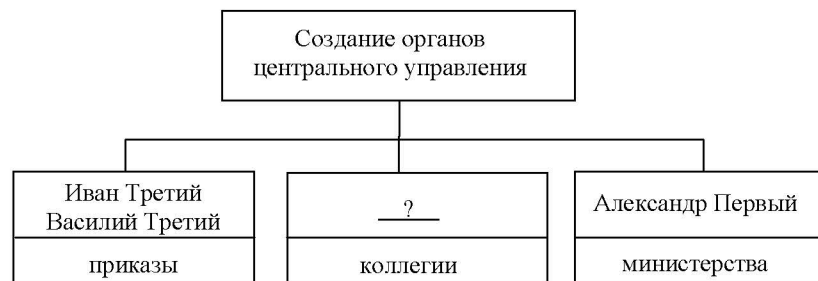 Создание органов
центрального управления
Иван Третий
Василий Третий
приказы
?
коллегии
Александр Первый
министерства